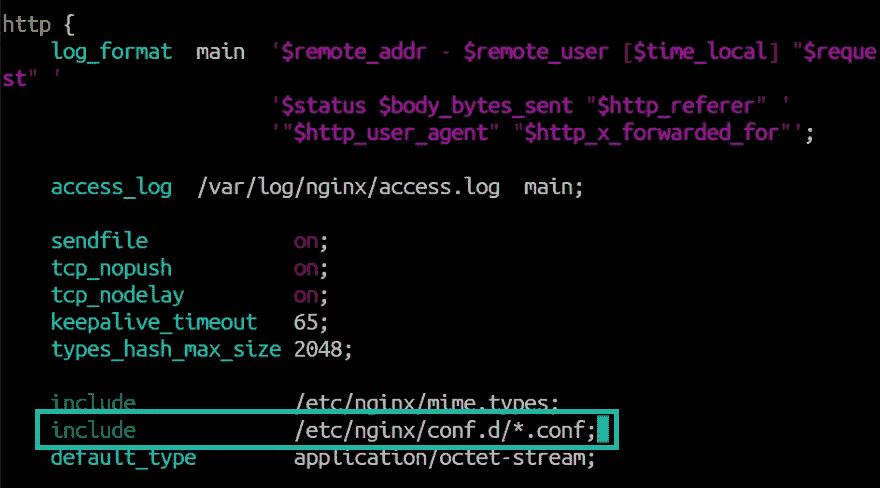 http {
    log_format  main  '$remote_addr - $remote_user [$time_local] "$reque
st" '
                      '$status $body_bytes_sent "$http_referer" '
                      '"$http_user_agent" "$http_x_forwarded_for"';
    access_log  /var/log/nginx/access.log  main;
    sendfile            on;
    tcp_nopush          on;
    tcp_nodelay         on;
    keepalive_timeout   65;
    types_hash_max_size 2048;
    include             /etc/nginx/mime.types;
    include             /etc/nginx/conf.d/*.conf;
    default_type        application/octet-stream;